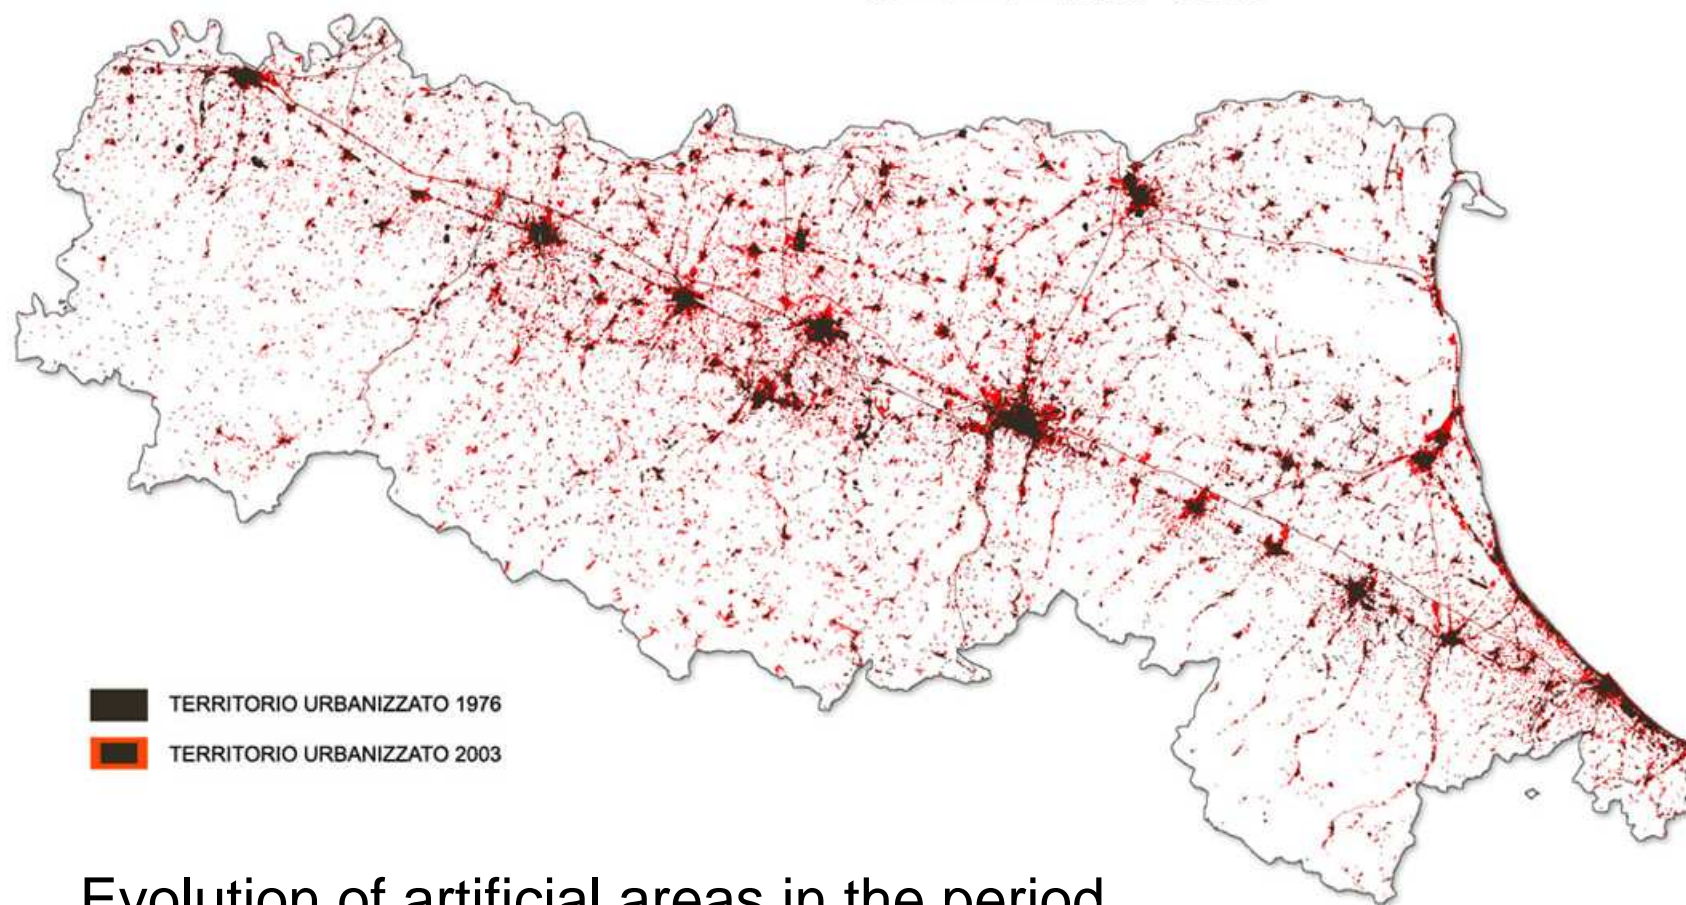 TERRITORIO URBANIZZATO 1976
TERRITORIO URBANIZZATO 2003
Evolution of artificial areas in the period